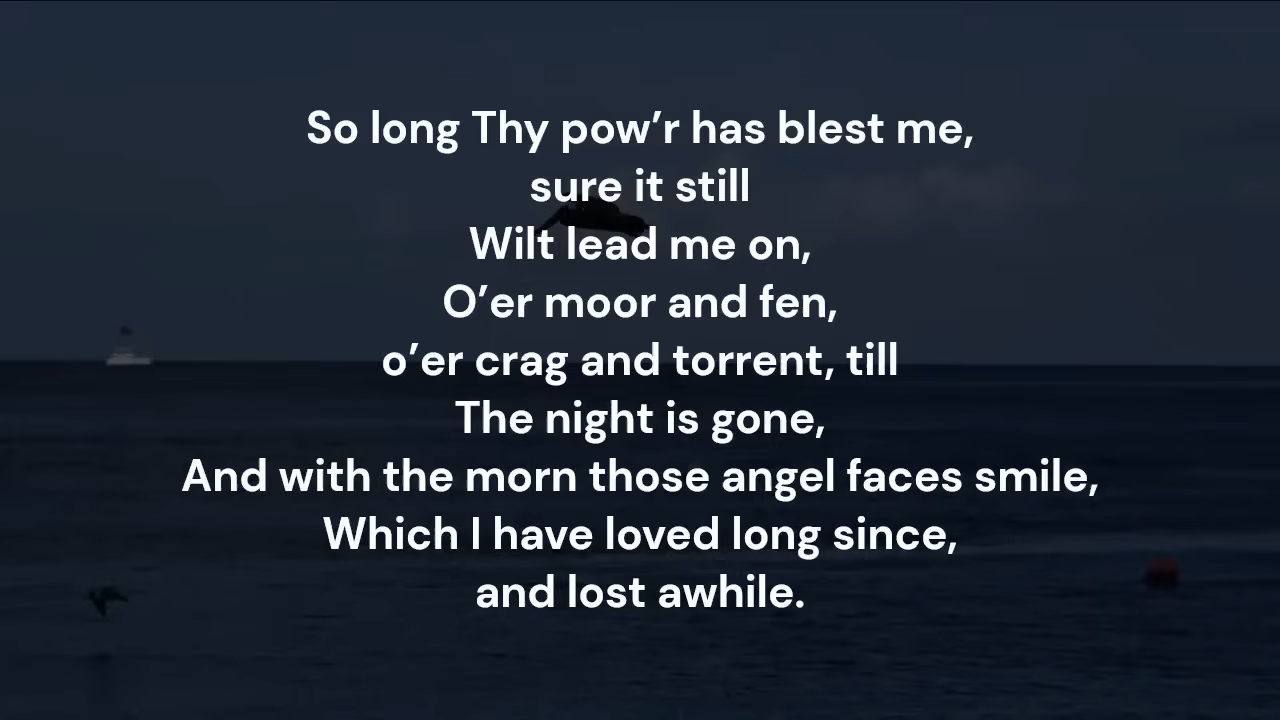 So long Thy pow’r has blest me,
sure it still
Wilt lead me on,
O’er moor and fen,
o’er crag and torrent, till
The night is gone,
And with the morn those angel faces smile,
Which I have loved long since,
and lost awhile.